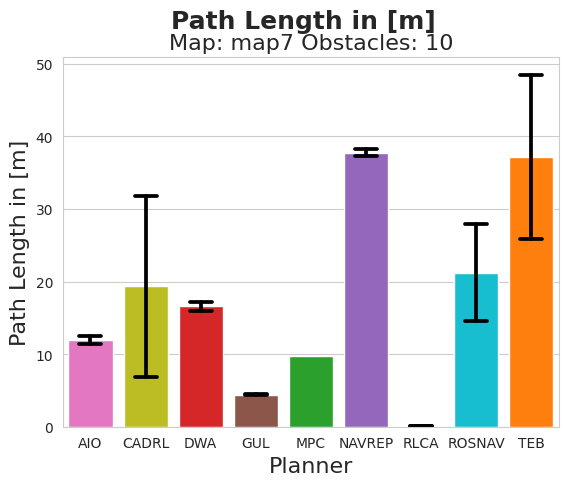 Path Length in [m]
Map: map7 Obstacles: 10
Path Length in [m]
50
40
30
20
10
0
AIO CADRL DWA GUL MPC NAVREP RLCA ROSNAV TEB
Planner